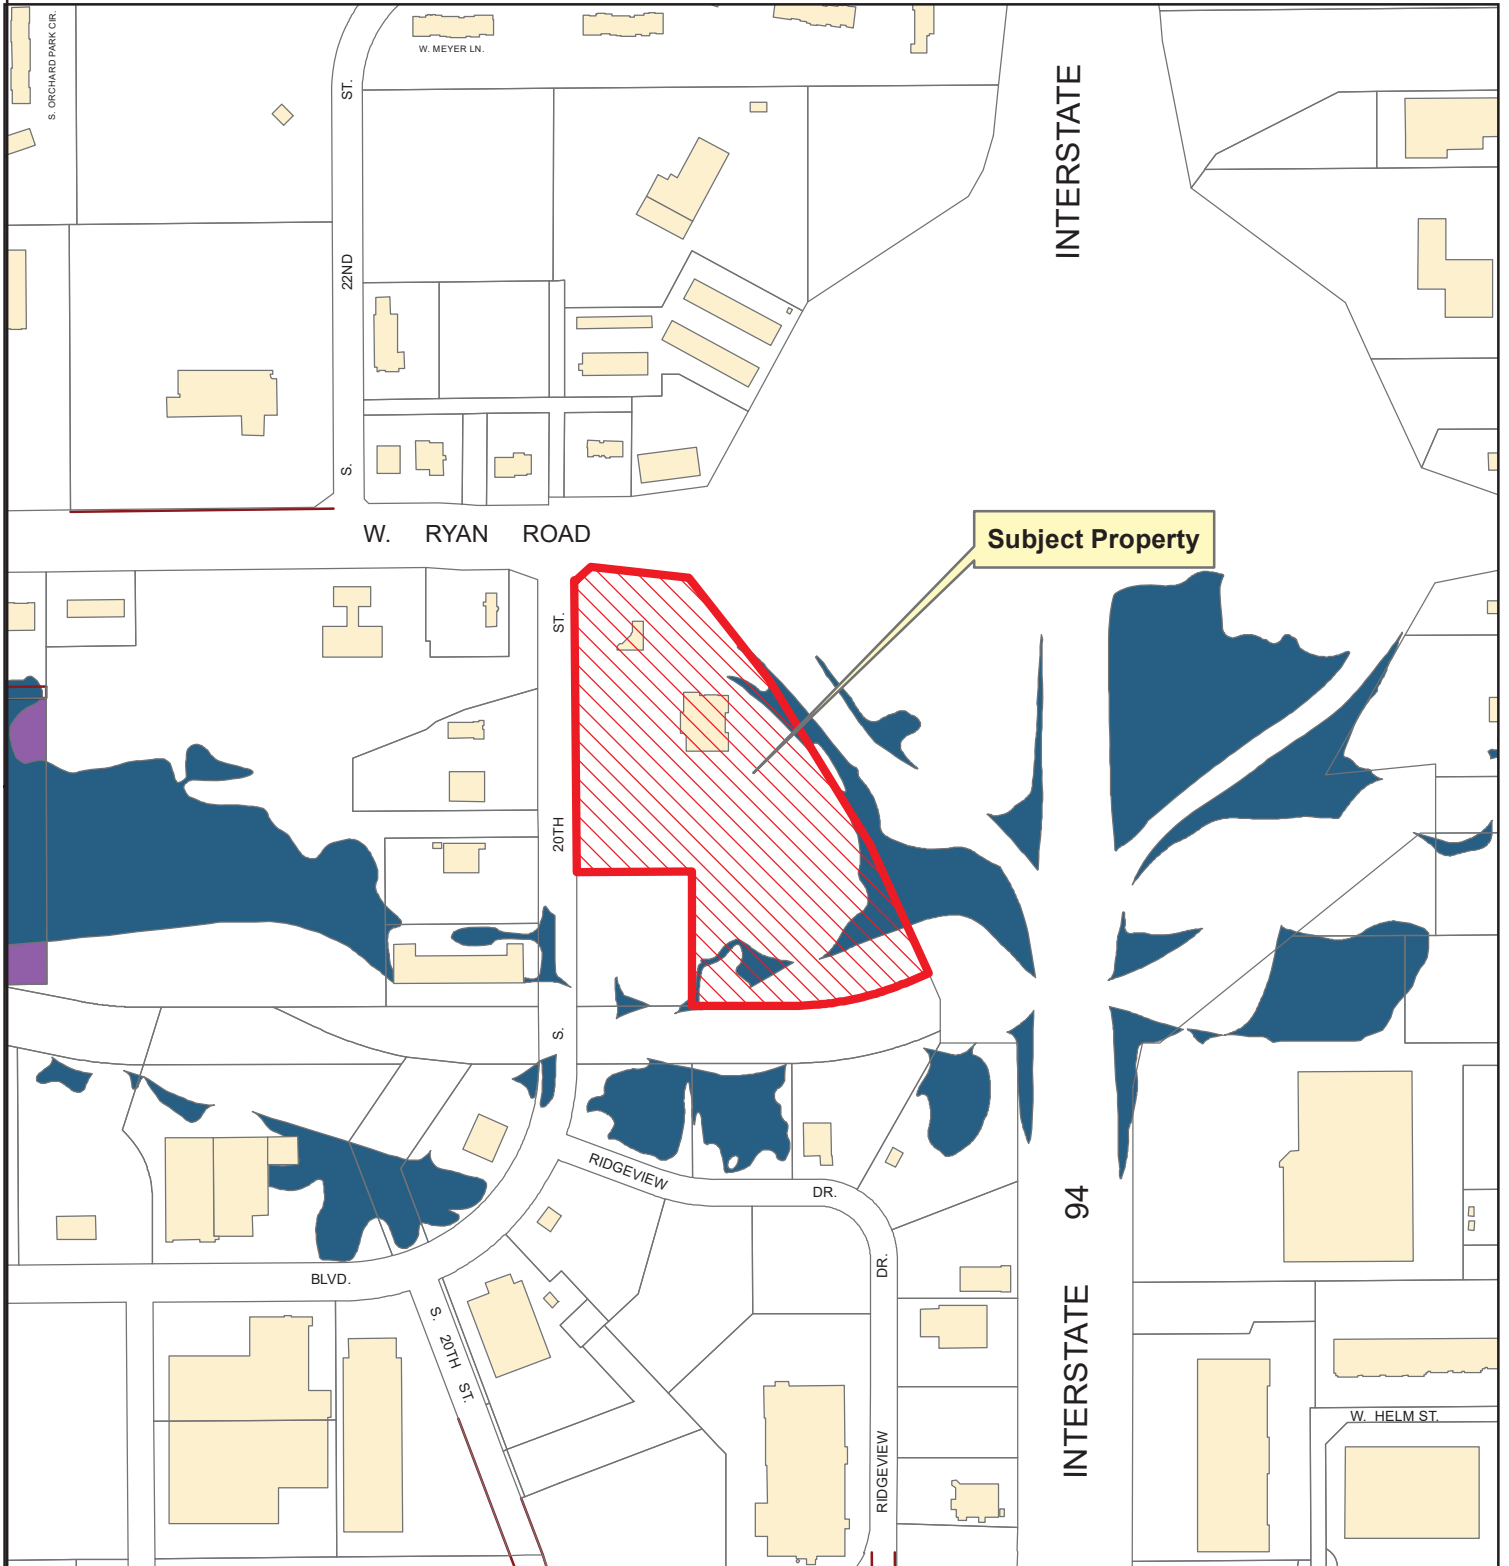 S. ORCHARD PARK CIR.
W. MEYER LN.
ST.
22ND
S.
INTERSTATE
W. RYAN ROAD
Subject Property
ST.
20TH
S.
RIDGEVIEW
DR.
BLVD.
S. 20TH ST.
DR.
RIDGEVIEW
INTERSTATE 94
W. HELM ST.